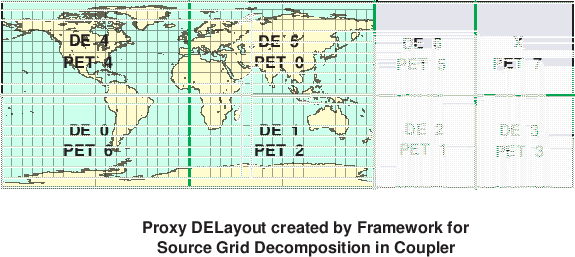 DE 4 DE 5 DE 6 X
PET 4 PET 0 PET 5 PET 7
DE 0 DE 1 DE 2 DE 3
PET 6 PET 2 PET 1 PET 3
Proxy DELayout created by Framework for
Source Grid Decomposition in Coupler